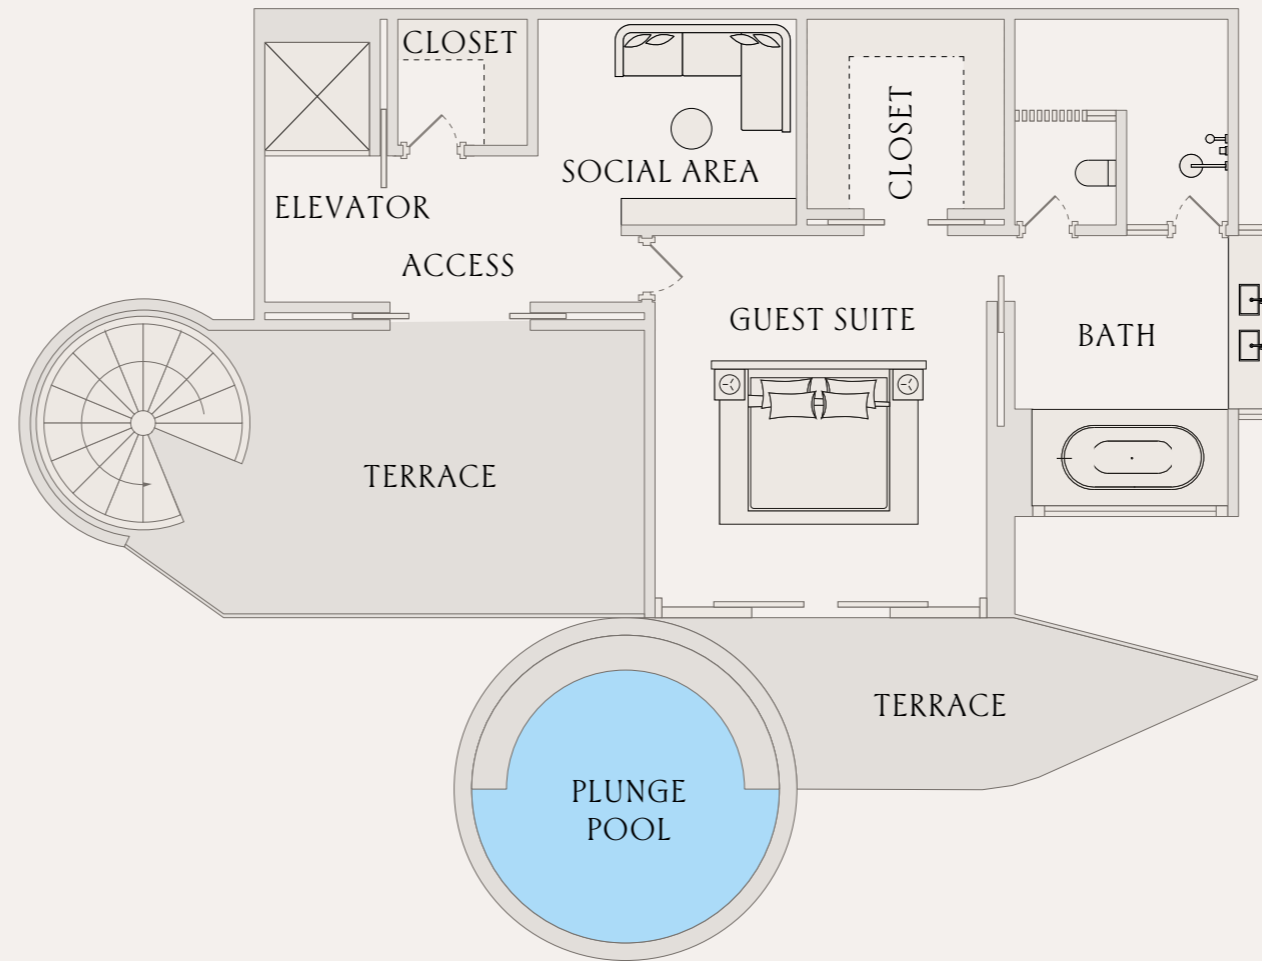 CLOSET
CLOSET
SOCIAL AREA
ELEVATOR
ACCESS
GUEST SUITE
BATH
TERRACE
TERRACE
PLUNGE
POOL